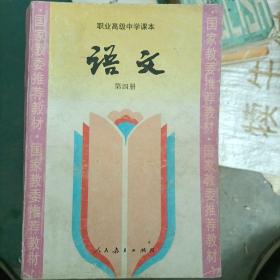 职业高级中学课本
语文
第四册
国家教委推荐教材·国家教委推荐教材
·国家教委推荐教材·国家教委推荐教材·
人民教育出版社